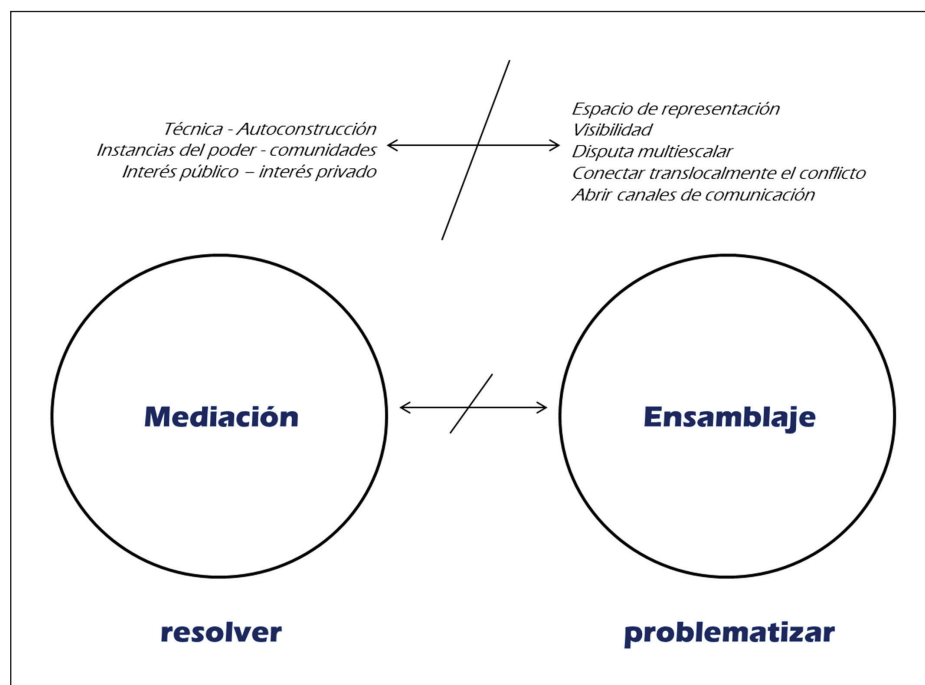 Técnica - Autoconstrucción
Instancias del poder - comunidades
Interés público – interés privado
Espacio de representación
Visibilidad
Disputa multiescalar
Conectar translocalmente el conflicto
Abrir canales de comunicación
Mediación
Ensamblaje
resolver
problematizar